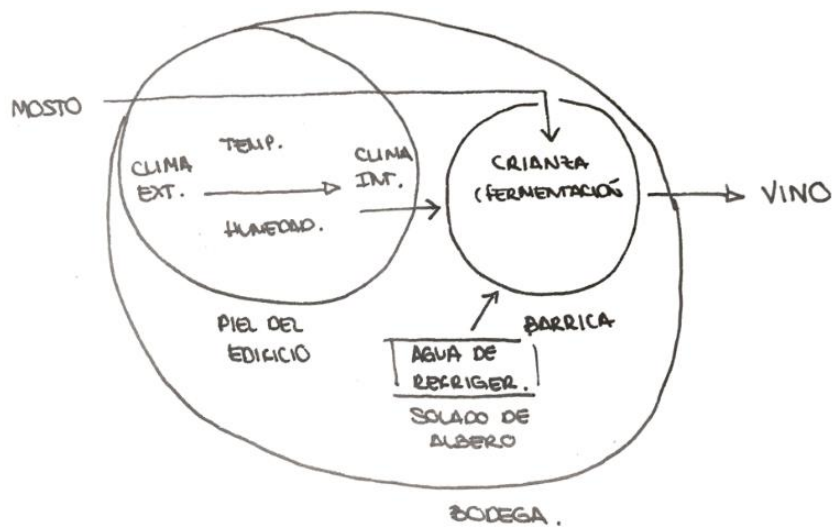 MOSTO
TEMP.
CLIMA
EXT.
CLIMA
INT.
HUMEDAD.
CRIANZA
(FERMENTACIÓN
VINO
PIEL DEL
EDIFICIO
BARRICA
AGUA DE
REFRIGER.
SOLADO DE
ALBERO
BODEGA.